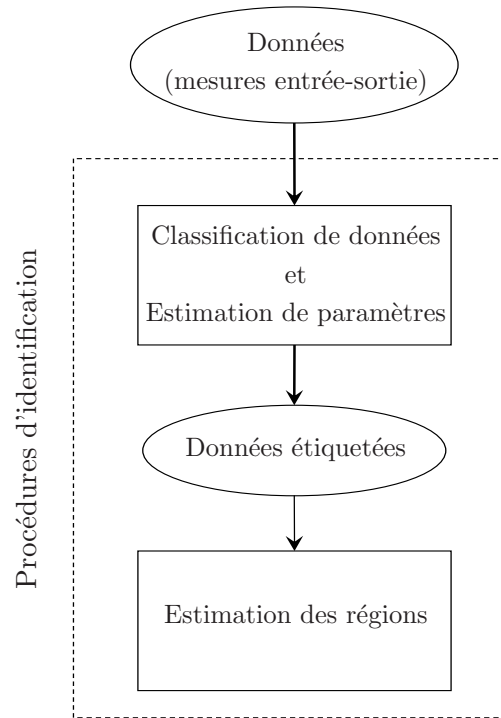 Données
(mesures entrée-sortie)
Procédures d'identification
Classification de données
et
Estimation de paramètres
Données étiquetées
Estimation des régions